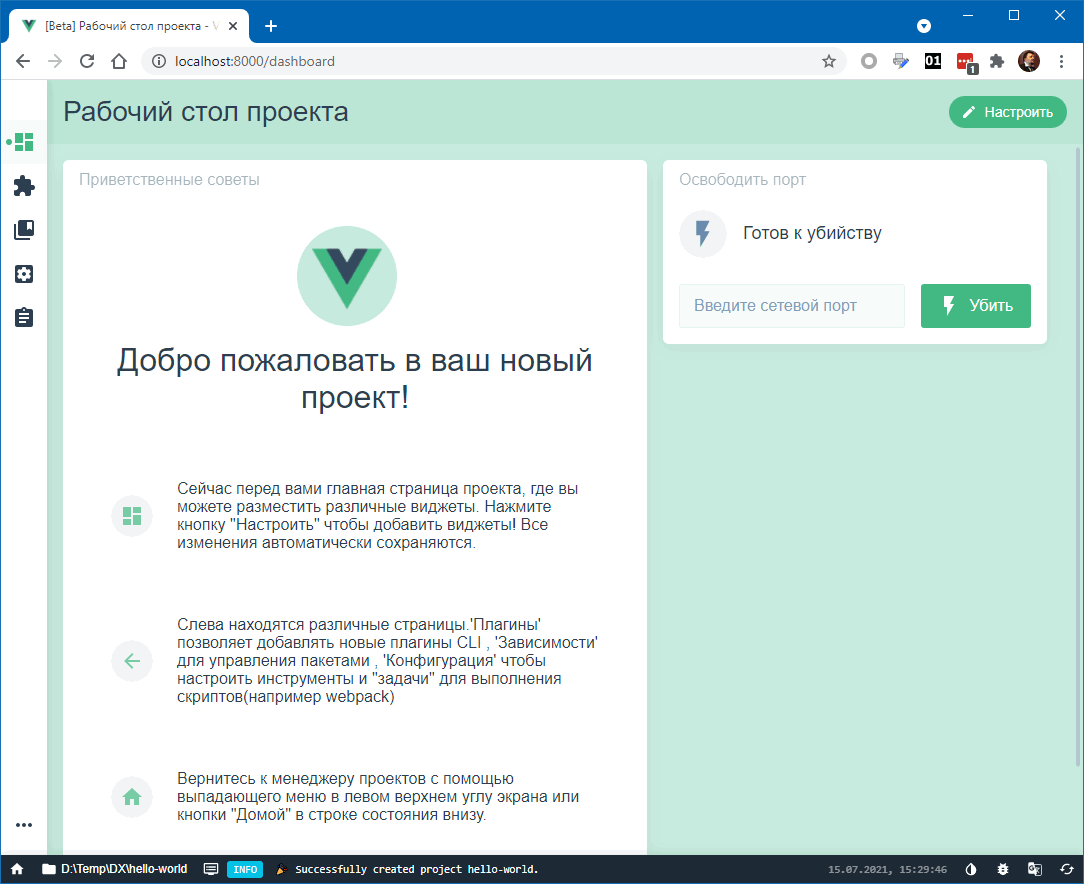 [Beta] Рабочий стол проекта - V
localhost:8000/dashboard
01
1
Рабочий стол проекта
Настроить
Приветственные советы
Добро пожаловать в ваш новый
проект!
Сейчас перед вами главная страница проекта, где вы
можете разместить различные виджеты. Нажмите
кнопку "Настроить" чтобы добавить виджеты! Все
изменения автоматически сохраняются.
Слева находятся различные страницы.'Плагины'
позволяет добавлять новые плагины CLI , 'Зависимости'
для управления пакетами , 'Конфигурация' чтобы
настроить инструменты и "задачи" для выполнения
скриптов(например webpack)
Вернитесь к менеджеру проектов с помощью
выпадающего меню в левом верхнем углу экрана или
кнопки "Домой" в строке состояния внизу.
Освободить порт
Готов к убийству
Введите сетевой порт
Убить
D:\Temp\DX\hello-world
INFO
Successfully created project hello-world.
15.07.2021, 15:29:46